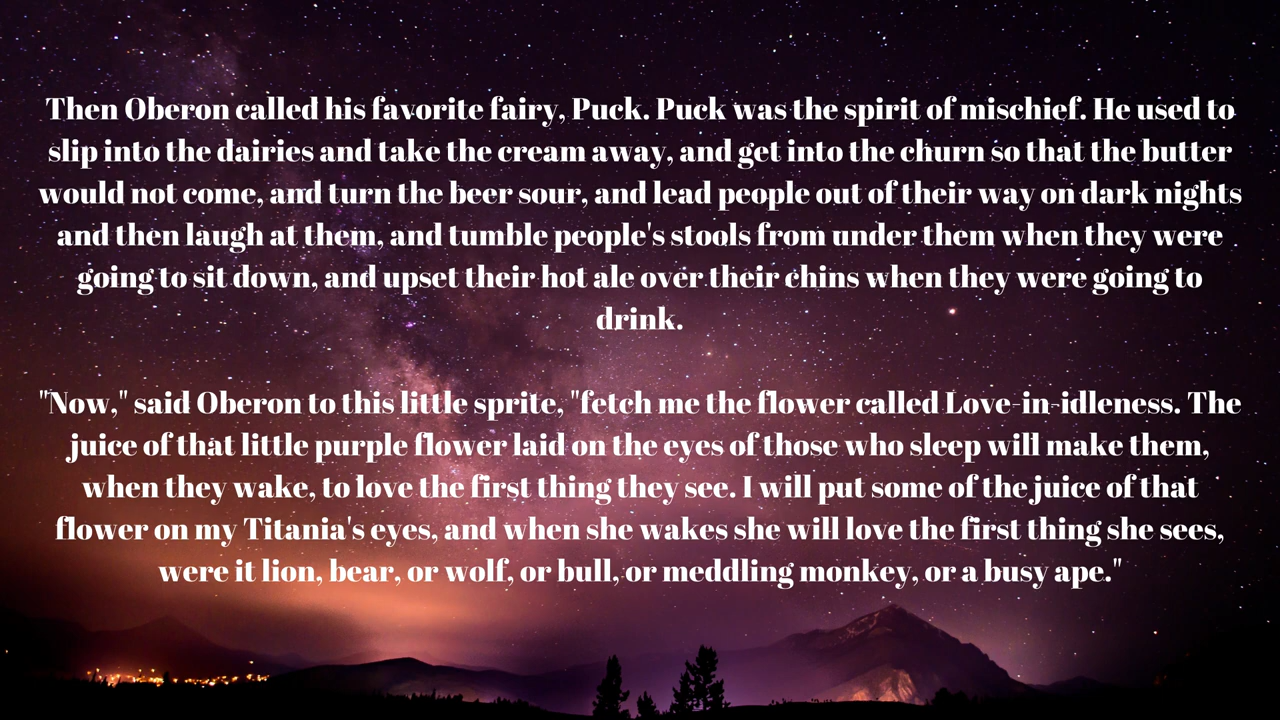 Then Oberon called his favorite fairy, Puck. Puck was the spirit of mischief. He used to
slip into the dairies and take the cream away, and get into the churn so that the butter
would not come, and turn the beer sour, and lead people out of their way on dark nights
and then laugh at them, and tumble people's stools from under them when they were
going to sit down, and upset their hot ale over their chins when they were going to
drink.
"Now," said Oberon to this little sprite, "fetch me the flower called Love-in-idleness. The
juice of that little purple flower laid on the eyes of those who sleep will make them,
when they wake, to love the first thing they see. I will put some of the juice of that
flower on my Titania's eyes, and when she wakes she will love the first thing she sees,
were it lion, bear, or wolf, or bull, or meddling monkey, or a busy ape."